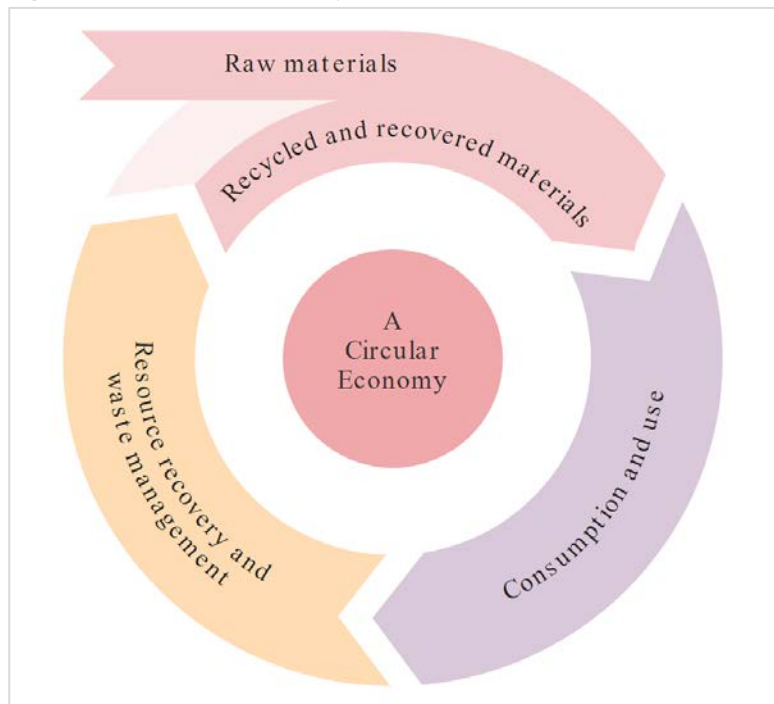 Raw materials
Recycled and recovered materials
A
Circular
Economy
Consumption and use
Resource recovery and
waste management